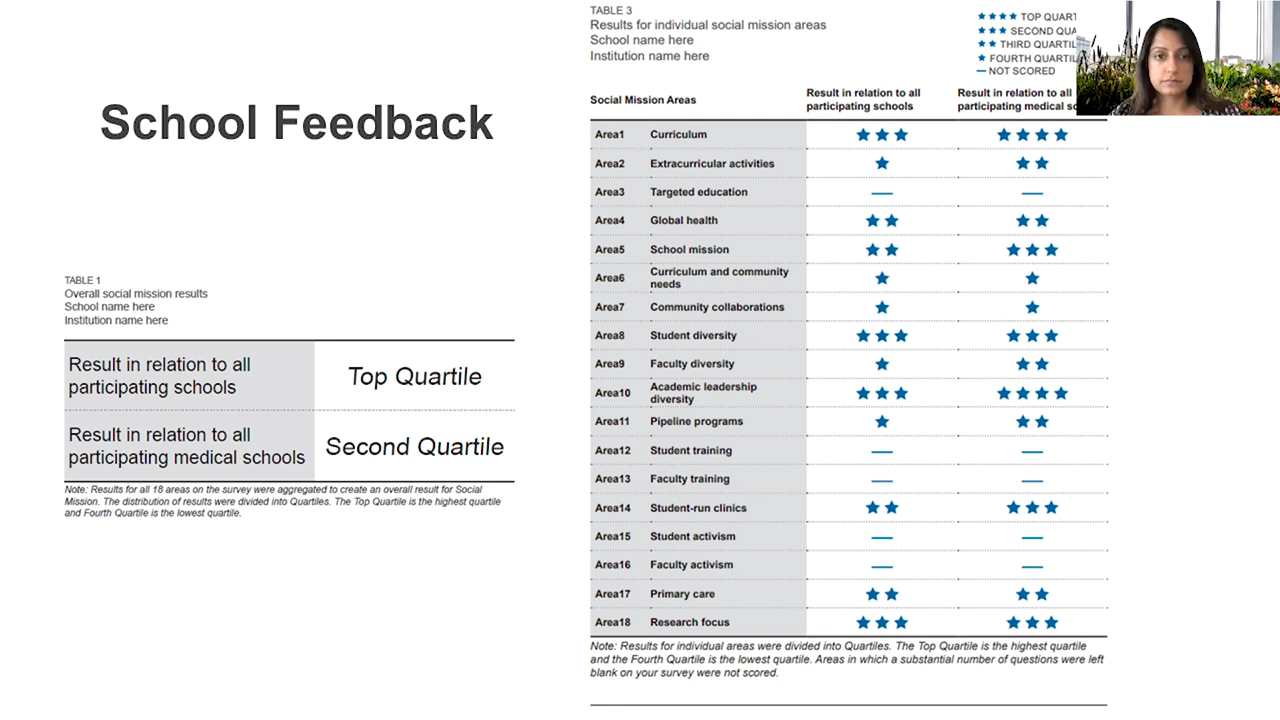 School Feedback
TABLE 1
Overall social mission results
School name here
Institution name here
Result in relation to all
participating schools
Top Quartile
Result in relation to all
participating medical schools
Second Quartile
Note: Results for all 18 areas on the survey were aggregated to create an overall result for Social
Mission. The distribution of results were divided into Quartiles. The Top Quartile is the highest quartile
and Fourth Quartile is the lowest quartile.
TABLE 3
Results for individual social mission areas
School name here
Institution name here
★★★★ TOP QUART
★★★ SECOND QUA
★★ THIRD QUARTIL
★ FOURTH QUARTIL
— NOT SCORED
Social Mission Areas
Result in relation to all
participating schools
Result in relation to all
participating medical sc
Area1 Curriculum ★★★ ★★★★
Area2 Extracurricular activities ★ ★★
Area3 Targeted education — —
Area4 Global health ★★ ★★
Area5 School mission ★★ ★★★
Area6 Curriculum and community
needs ★ ★
Area7 Community collaborations ★ ★
Area8 Student diversity ★★★ ★★★
Area9 Faculty diversity ★ ★★
Area10 Academic leadership
diversity ★★★ ★★★★
Area11 Pipeline programs ★ ★★
Area12 Student training — —
Area13 Faculty training — —
Area14 Student-run clinics ★★ ★★★
Area15 Student activism — —
Area16 Faculty activism — —
Area17 Primary care ★★ ★★
Area18 Research focus ★★★ ★★★
Note: Results for individual areas were divided into Quartiles. The Top Quartile is the highest quartile
and the Fourth Quartile is the lowest quartile. Areas in which a substantial number of questions were left
blank on your survey were not scored.